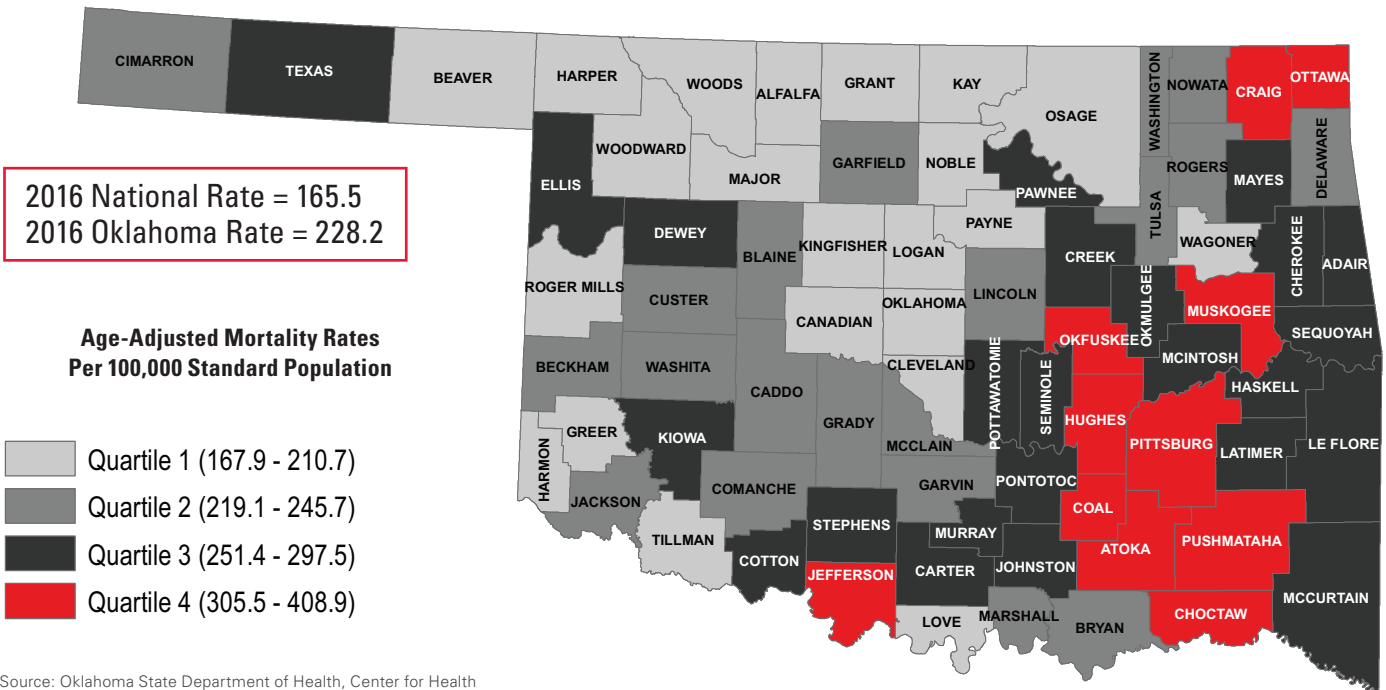 CIMARRON
TEXAS
BEAVER
HARPER
WOODS
ALFALFA
GRANT
KAY
OSAGE
WASHINGTON
NOWATA
CRAIG
OTTAWA
WOODWARD
MAJOR
GARFIELD
NOBLE
PAWNEE
ROGERS
MAYES
DELAWARE
ELLIS
2016 National Rate = 165.5
2016 Oklahoma Rate = 228.2
DEWEY
BLAINE
KINGFISHER
LOGAN
PAYNE
CREEK
TULSA
WAGONER
CHEROKEE
ADAIR
ROGER MILLS
CUSTER
CANADIAN
OKLAHOMA
LINCOLN
OKMULGEE
MUSKOGEE
SEQUOYAH
Age-Adjusted Mortality Rates
Per 100,000 Standard Population
BECKHAM
WASHITA
CADDO
CLEVELAND
POTTAWATOMIE
SEMINOLE
OKFUSKEE
MCINTOSH
HASKELL
HARMON
GREER
KIOWA
GRADY
MCCLAIN
HUGHES
PITTSBURG
LATIMER
LE FLORE
Quartile 1 (167.9 - 210.7)
Quartile 2 (219.1 - 245.7)
Quartile 3 (251.4 - 297.5)
Quartile 4 (305.5 - 408.9)
JACKSON
COMANCHE
GARVIN
PONTOTOC
COAL
TILLMAN
COTTON
STEPHENS
MURRAY
ATOKA
PUSHMATAHA
JEFFERSON
CARTER
JOHNSTON
MCCURTAIN
LOVE
MARSHALL
BRYAN
CHOCTAW
Source: Oklahoma State Department of Health, Center for Health